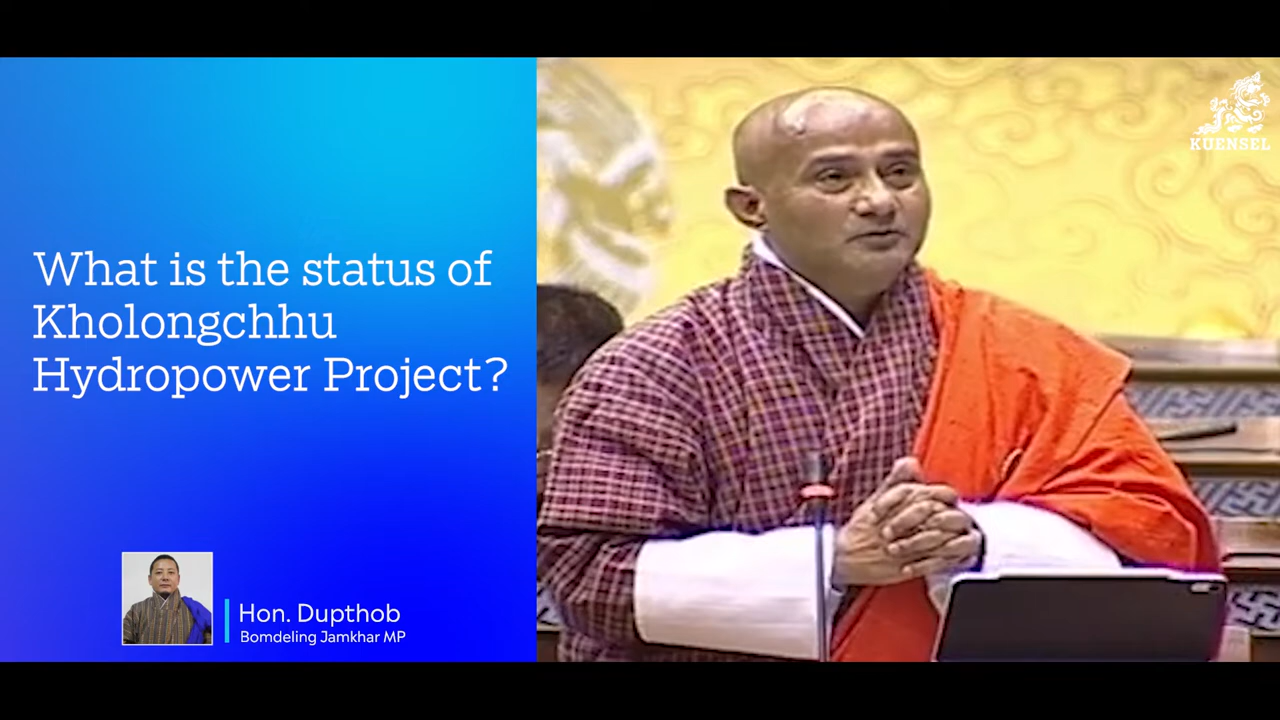 What is the status of
Kholongchhu
Hydropower Project?
Hon. Dupthob
Bomdeling Jamkhar MP
KUENSEL